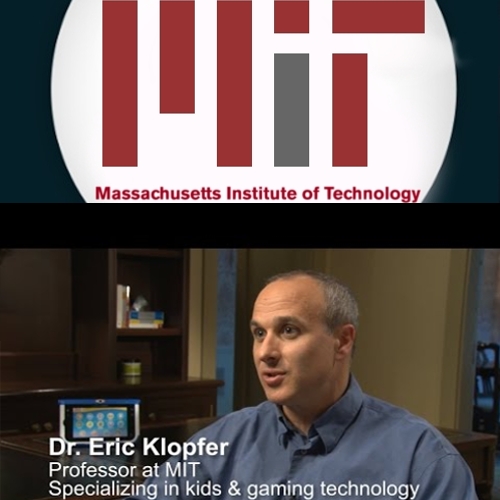 MIT
Massachusetts Institute of Technology
Dr. Eric Klopfer
Professor at MIT
Specializing in kids & gaming technology